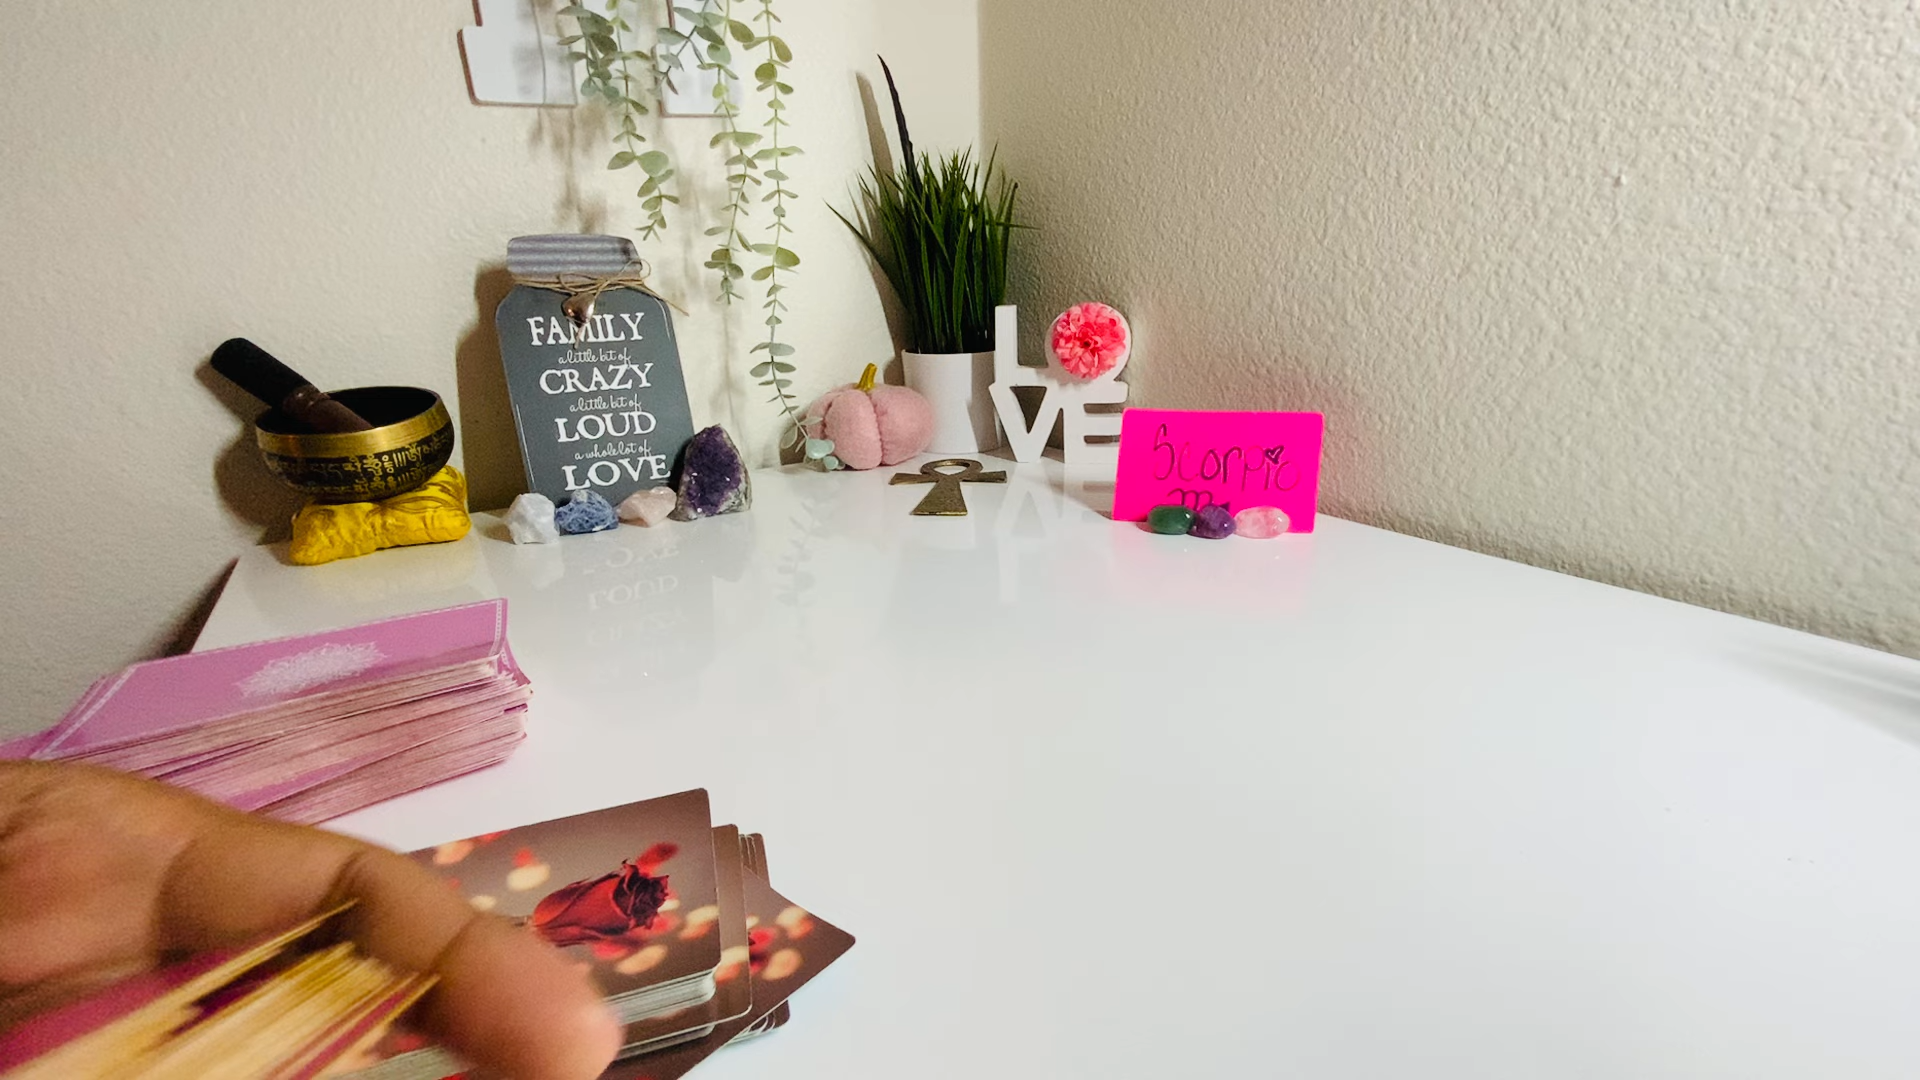 FAMILY
a little bit of
CRAZY
a little bit of
LOUD
a whole lot of
LOVE
LOVE
Scorpio